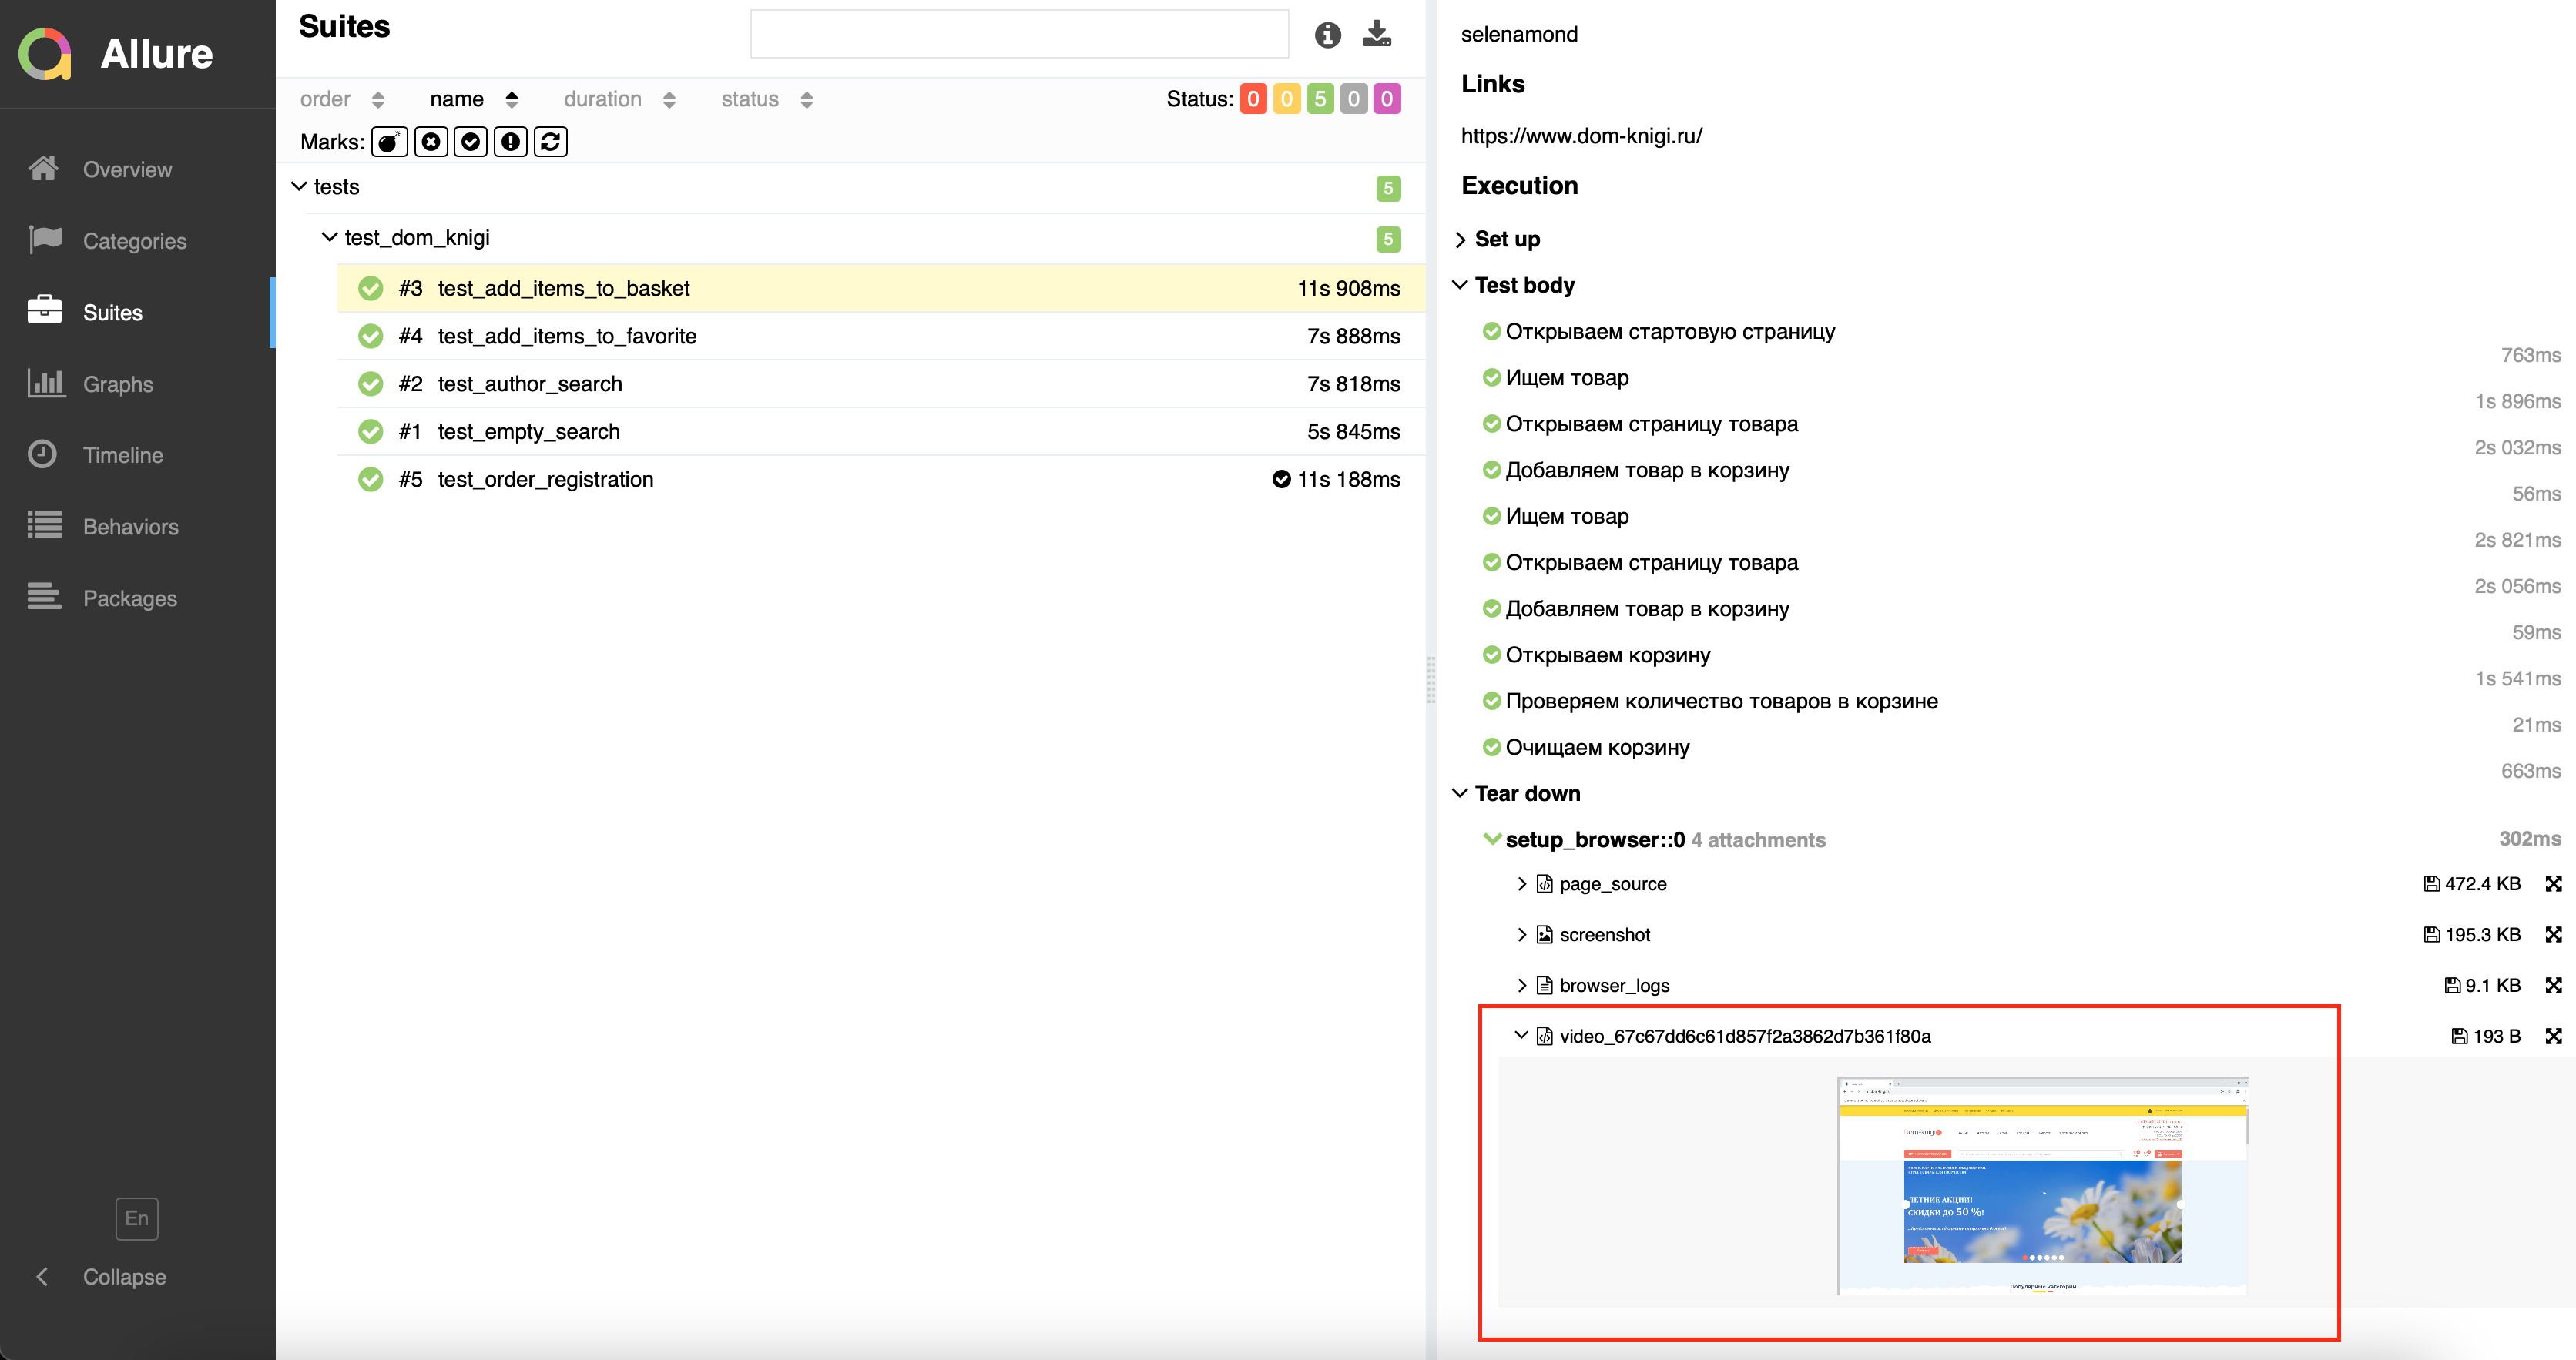 Allure
Overview
Categories
Suites
Graphs
Timeline
Behaviors
Packages
En
Collapse
Suites
order name duration status Status: 0 0 5 0 0
Marks:
tests 5
test_dom_knigi 5
#3 test_add_items_to_basket 11s 908ms
#4 test_add_items_to_favorite 7s 888ms
#2 test_author_search 7s 818ms
#1 test_empty_search 5s 845ms
#5 test_order_registration 11s 188ms
selenamond
Links
https://www.dom-knigi.ru/
Execution
Set up
Test body
Открываем стартовую страницу
763ms
Ищем товар
1s 896ms
Открываем страницу товара
2s 032ms
Добавляем товар в корзину
56ms
Ищем товар
2s 821ms
Открываем страницу товара
2s 056ms
Добавляем товар в корзину
59ms
Открываем корзину
1s 541ms
Проверяем количество товаров в корзине
21ms
Очищаем корзину
663ms
Tear down
setup_browser::0 4 attachments 302ms
page_source 472.4 KB
screenshot 195.3 KB
browser_logs 9.1 KB
video_67c67dd6c61d857f2a3862d7b361f80a 193 B
Dom-knigi
ЛЕТНИЕ АКЦИИ!
СКИДКИ ДО 50 %!
Популярные категории